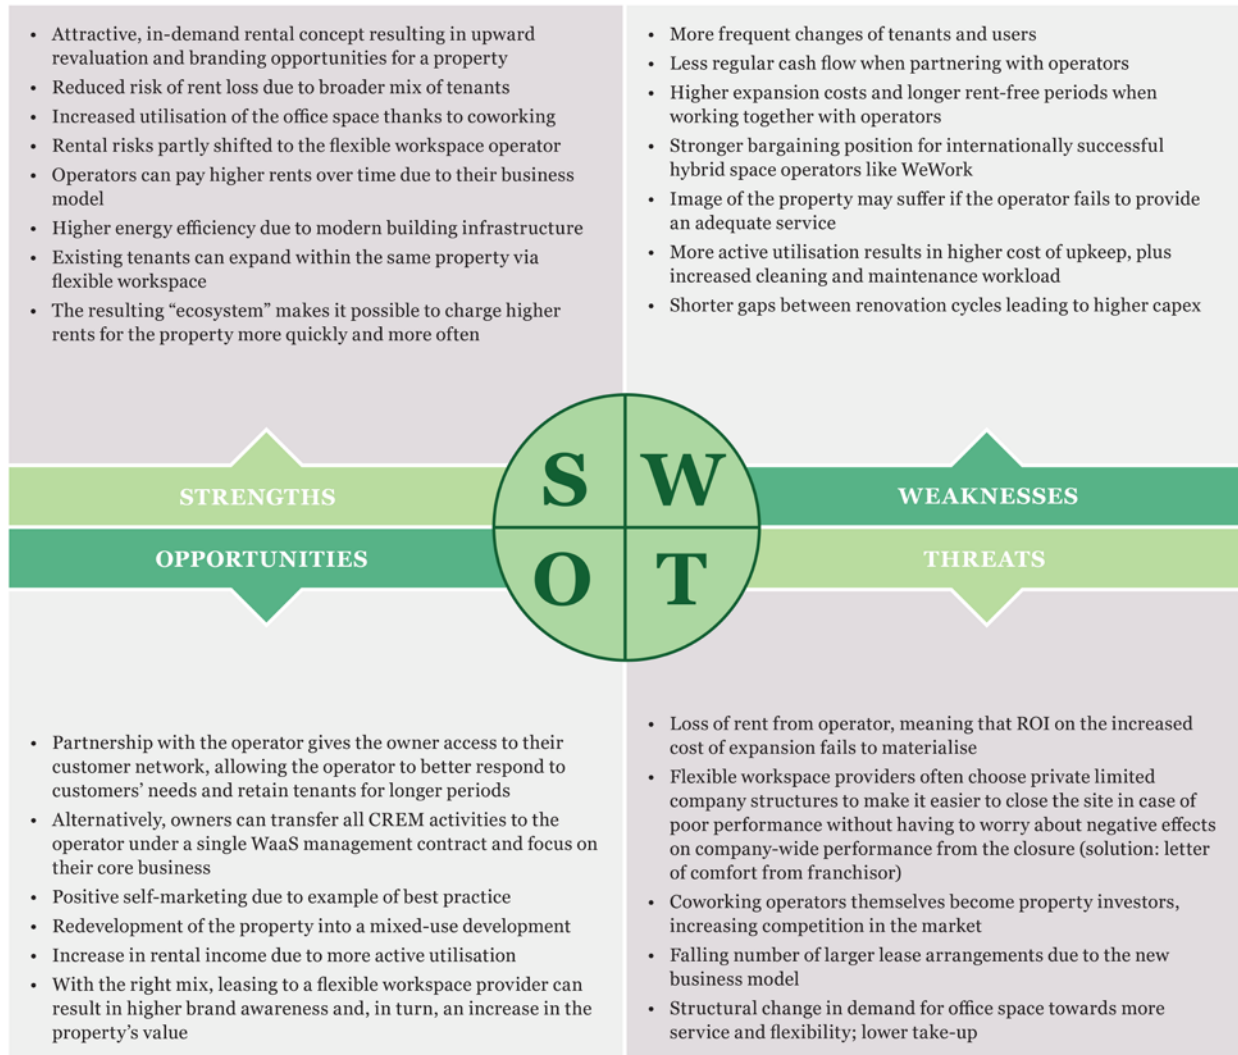 • Attractive, in-demand rental concept resulting in upward
revaluation and branding opportunities for a property
• Reduced risk of rent loss due to broader mix of tenants
• Increased utilisation of the office space thanks to coworking
• Rental risks partly shifted to the flexible workspace operator
• Operators can pay higher rents over time due to their business
model
• Higher energy efficiency due to modern building infrastructure
• Existing tenants can expand within the same property via
flexible workspace
• The resulting “ecosystem” makes it possible to charge higher
rents for the property more quickly and more often
• More frequent changes of tenants and users
• Less regular cash flow when partnering with operators
• Higher expansion costs and longer rent-free periods when
working together with operators
• Stronger bargaining position for internationally successful
hybrid space operators like WeWork
• Image of the property may suffer if the operator fails to provide
an adequate service
• More active utilisation results in higher cost of upkeep, plus
increased cleaning and maintenance workload
• Shorter gaps between renovation cycles leading to higher capex
STRENGTHS
S
W
WEAKNESSES
OPPORTUNITIES
O
T
THREATS
• Partnership with the operator gives the owner access to their
customer network, allowing the operator to better respond to
customers’ needs and retain tenants for longer periods
• Alternatively, owners can transfer all CREM activities to the
operator under a single WaaS management contract and focus on
their core business
• Positive self-marketing due to example of best practice
• Redevelopment of the property into a mixed-use development
• Increase in rental income due to more active utilisation
• With the right mix, leasing to a flexible workspace provider can
result in higher brand awareness and, in turn, an increase in the
property’s value
• Loss of rent from operator, meaning that ROI on the increased
cost of expansion fails to materialise
• Flexible workspace providers often choose private limited
company structures to make it easier to close the site in case of
poor performance without having to worry about negative effects
on company-wide performance from the closure (solution: letter
of comfort from franchisor)
• Coworking operators themselves become property investors,
increasing competition in the market
• Falling number of larger lease arrangements due to the new
business model
• Structural change in demand for office space towards more
service and flexibility; lower take-up